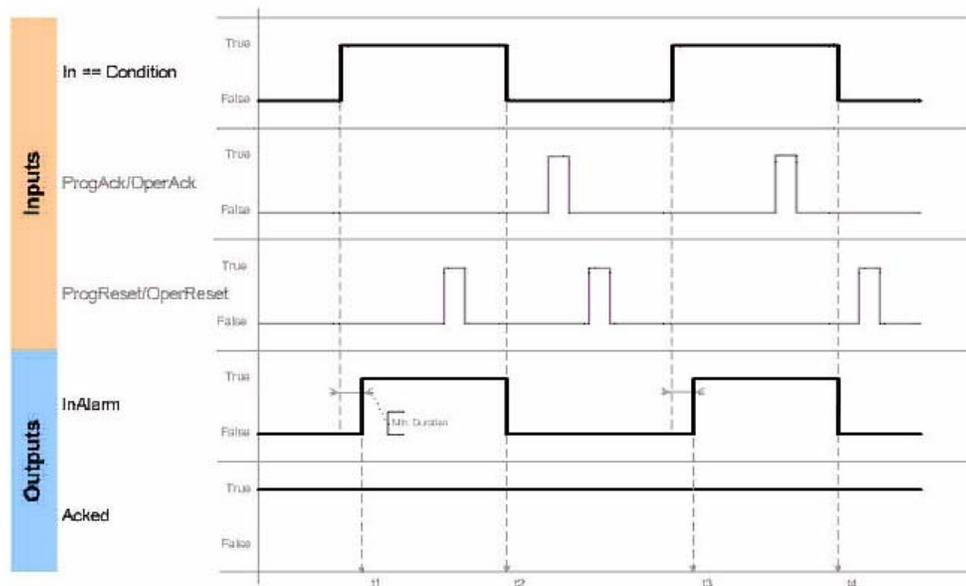 Inputs
Outputs
True
In == Condition
False
True
ProgAck/OperAck
False
True
ProgReset/OperReset
False
True
InAlarm
Min. Duration
False
True
Acked
False
t1 t2 t3 t4